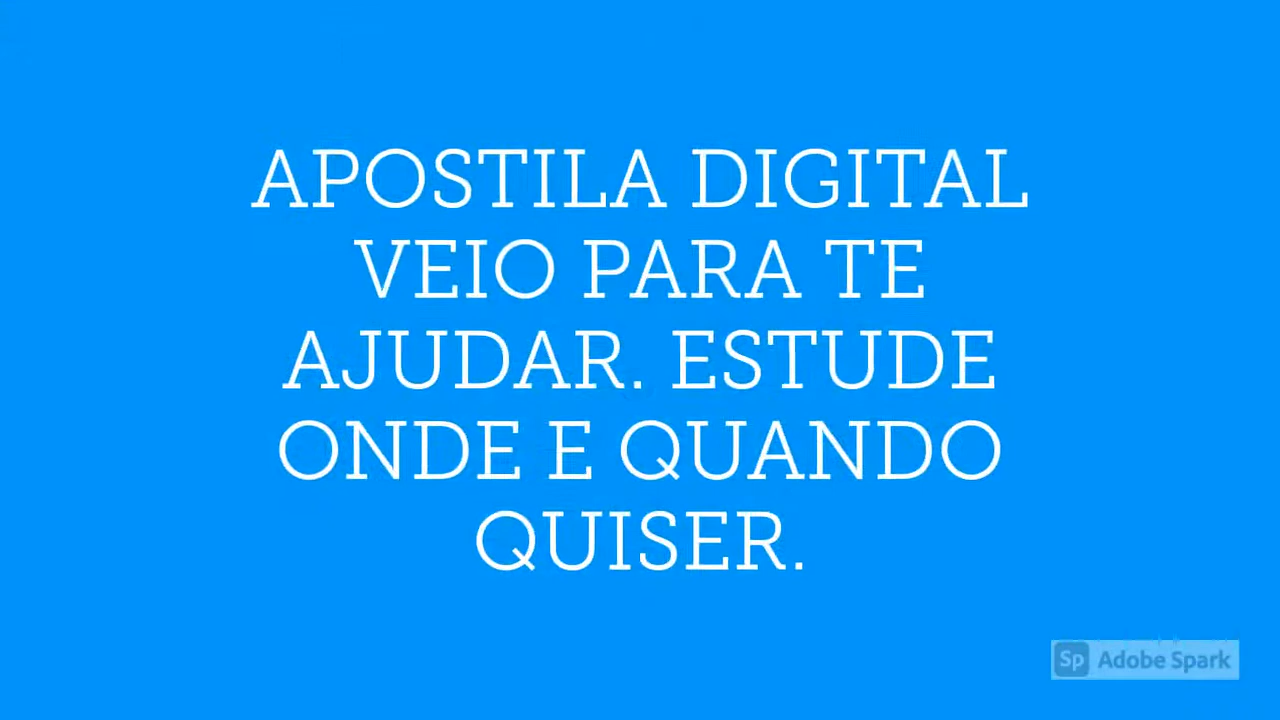 APOSTILA DIGITAL
VEIO PARA TE
AJUDAR. ESTUDE
ONDE E QUANDO
QUISER.
Sp Adobe Spark